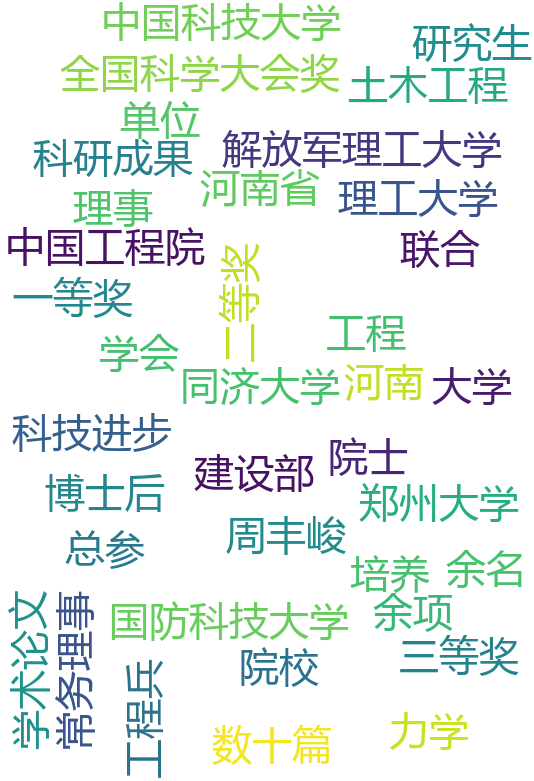 中国科技大学
研究生
全国科学大会奖
土木工程
单位
科研成果
解放军理工大学
河南省
理事
理工大学
中国工程院
联合
二等奖
一等奖
工程
学会
同济大学
河南
大学
科技进步
建设部
院士
博士后
郑州大学
周丰峻
总参
培养
余名
学术论文
常务理事
国防科技大学
余项
院校
三等奖
工程兵
数十篇
力学